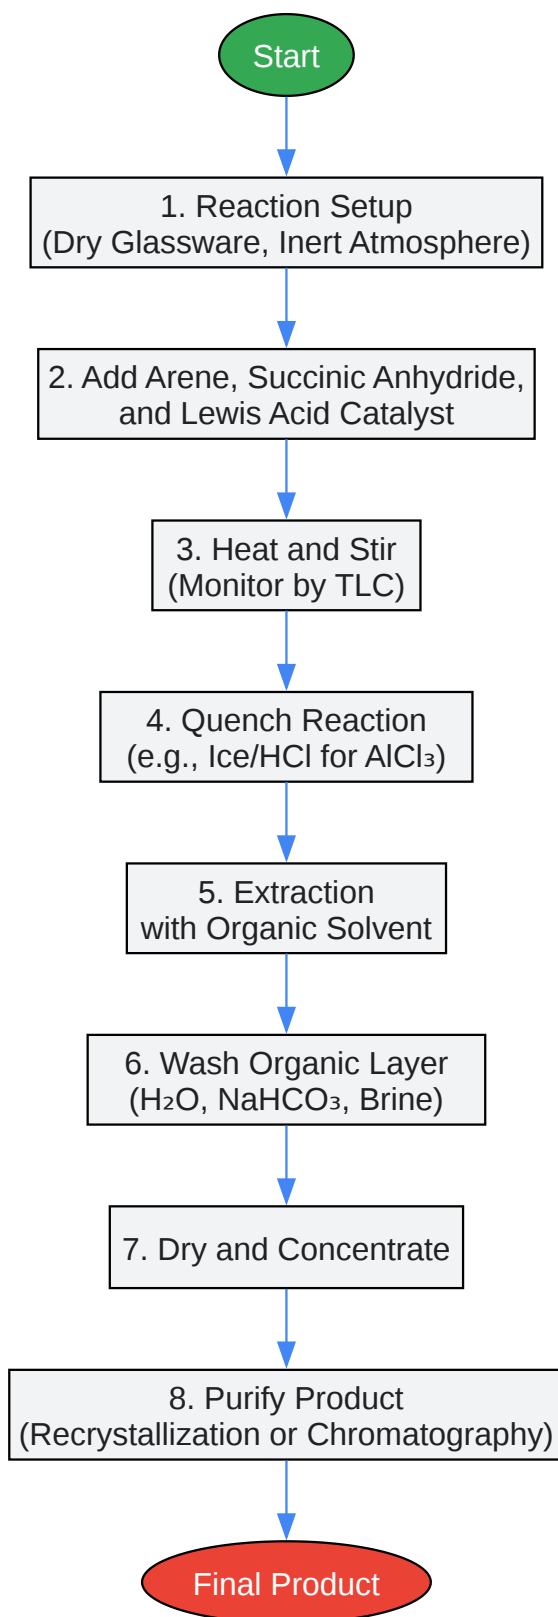 Start
1. Reaction Setup
(Dry Glassware, Inert Atmosphere)
2. Add Arene, Succinic Anhydride,
and Lewis Acid Catalyst
3. Heat and Stir
(Monitor by TLC)
4. Quench Reaction
(e.g., Ice/HCl for AlCl₃)
5. Extraction
with Organic Solvent
6. Wash Organic Layer
(H₂O, NaHCO₃, Brine)
7. Dry and Concentrate
8. Purify Product
(Recrystallization or Chromatography)
Final Product